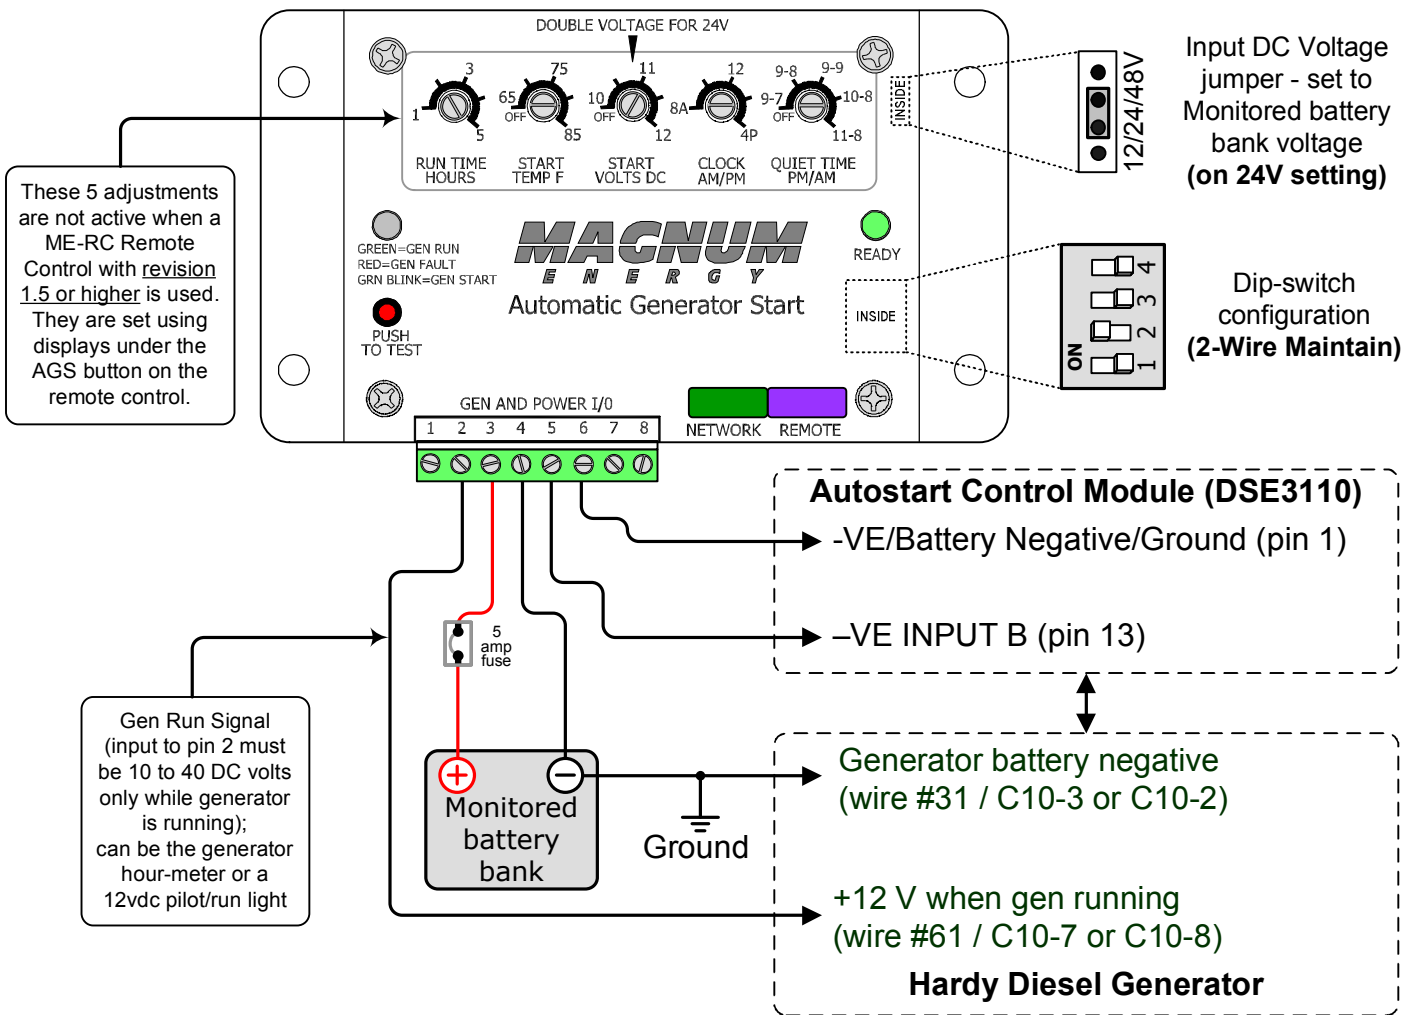 DOUBLE VOLTAGE FOR 24V
1
3
5
65
75
85
OFF
10
11
12
OFF
8A
12
4P
9-7
9-8
9-9
10-8
11-8
OFF
RUN TIME
HOURS
START
TEMP F
START
VOLTS DC
CLOCK
AM/PM
QUIET TIME
PM/AM
INSIDE
12/24/48V
Input DC Voltage
jumper - set to
Monitored battery
bank voltage
(on 24V setting)
These 5 adjustments
are not active when a
ME-RC Remote
Control with revision
1.5 or higher is used.
They are set using
displays under the
AGS button on the
remote control.
GREEN=GEN RUN
RED=GEN FAULT
GRN BLINK=GEN START
PUSH
TO TEST
MAGNUM
ENERGY
Automatic Generator Start
READY
INSIDE
ON
4
3
2
1
Dip-switch
configuration
(2-Wire Maintain)
GEN AND POWER I/0
1 2 3 4 5 6 7 8
NETWORK
REMOTE
Autostart Control Module (DSE3110)
-VE/Battery Negative/Ground (pin 1)
–VE INPUT B (pin 13)
5
amp
fuse
Gen Run Signal
(input to pin 2 must
be 10 to 40 DC volts
only while generator
is running);
can be the generator
hour-meter or a
12vdc pilot/run light
+
−
Monitored
battery
bank
Ground
Generator battery negative
(wire #31 / C10-3 or C10-2)
+12 V when gen running
(wire #61 / C10-7 or C10-8)
Hardy Diesel Generator